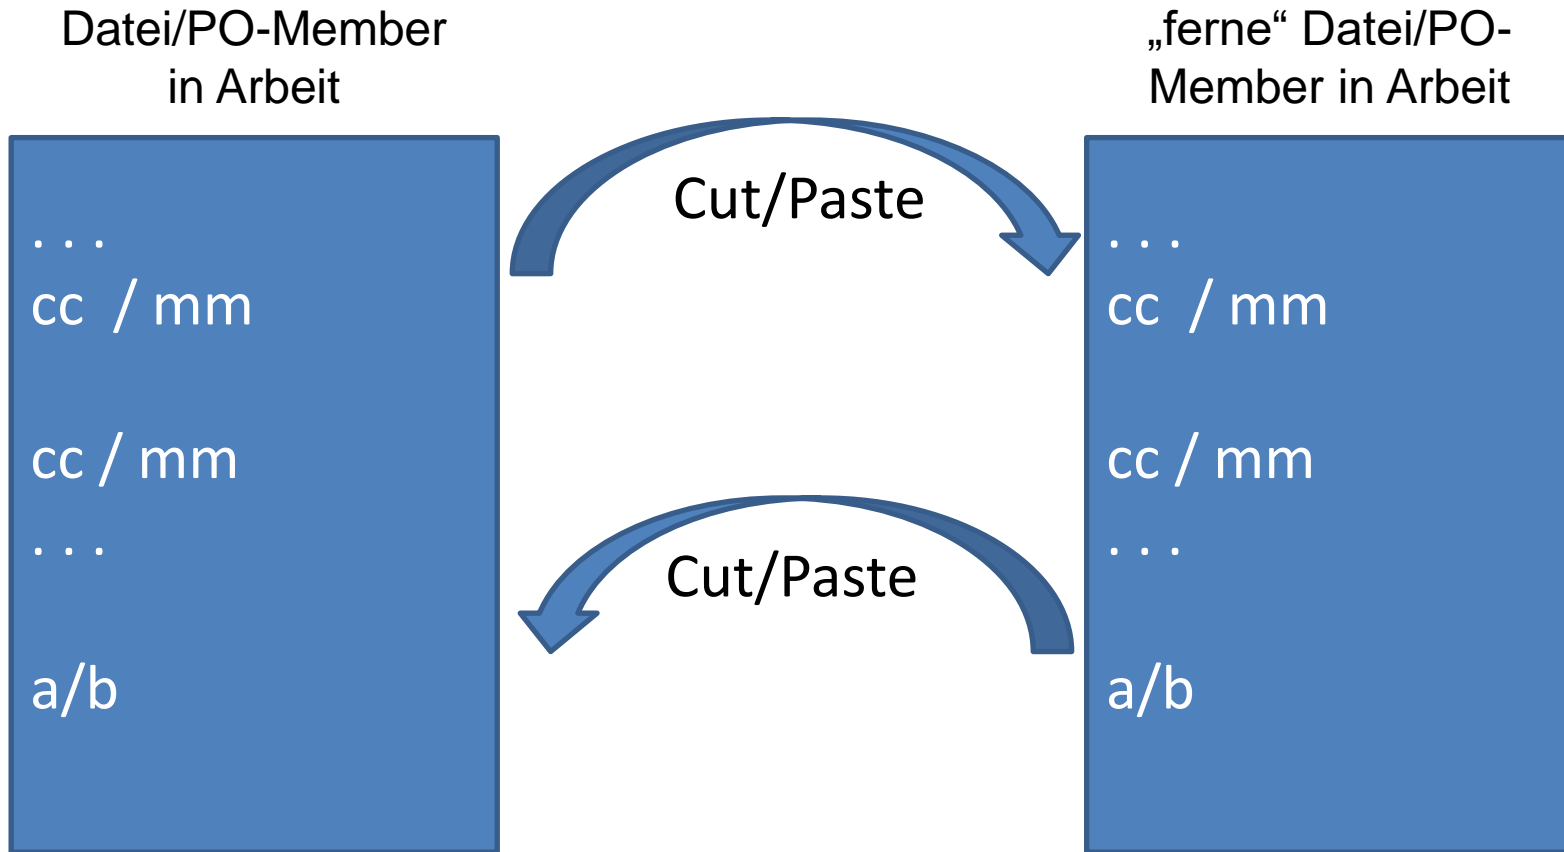 Datei/PO-Member
in Arbeit
„ferne“ Datei/PO-
Member in Arbeit
Cut/Paste
. . .
cc / mm
cc / mm
. . .
a/b
Cut/Paste
. . .
cc / mm
cc / mm
. . .
a/b